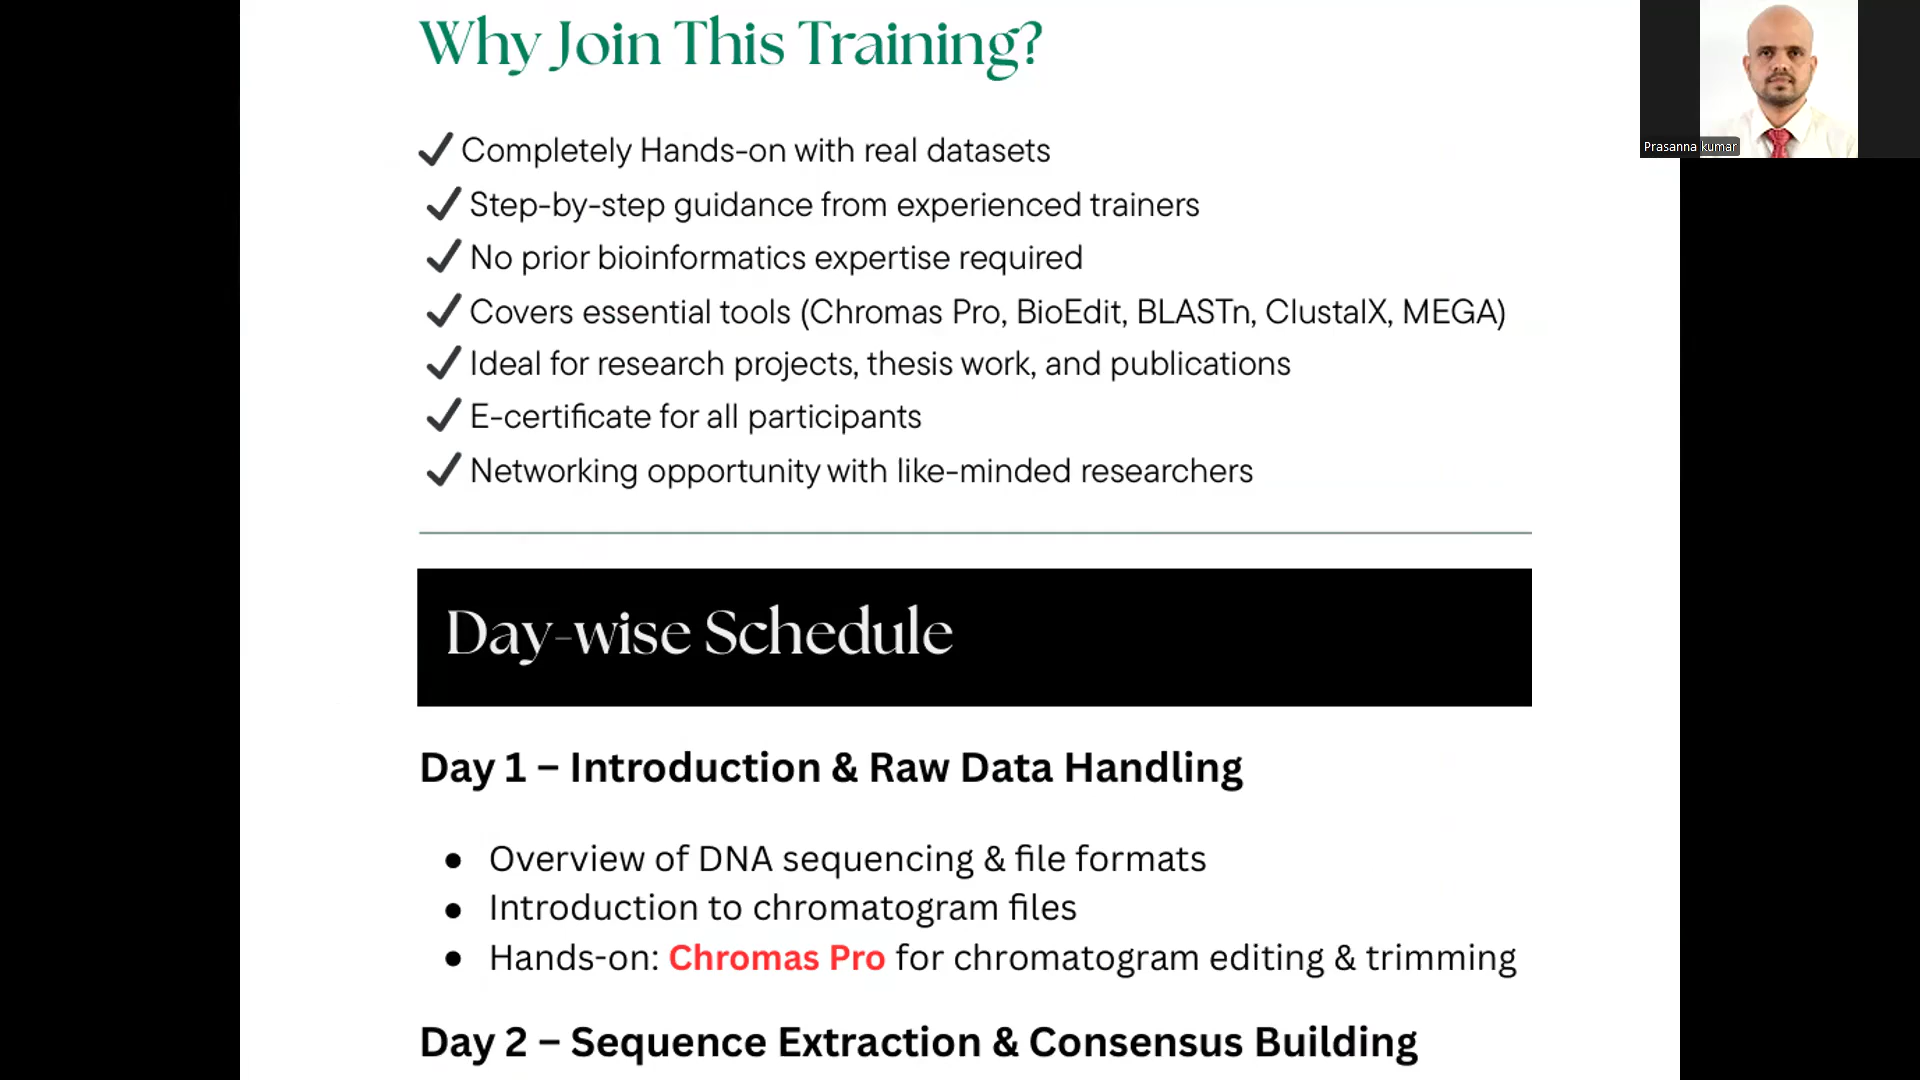 Why Join This Training?
Prasanna kumar
✓ Completely Hands-on with real datasets
✓ Step-by-step guidance from experienced trainers
✓ No prior bioinformatics expertise required
✓ Covers essential tools (Chromas Pro, BioEdit, BLASTn, ClustalX, MEGA)
✓ Ideal for research projects, thesis work, and publications
✓ E-certificate for all participants
✓ Networking opportunity with like-minded researchers
Day-wise Schedule
Day 1 – Introduction & Raw Data Handling
● Overview of DNA sequencing & file formats
● Introduction to chromatogram files
● Hands-on: Chromas Pro for chromatogram editing & trimming
Day 2 – Sequence Extraction & Consensus Building